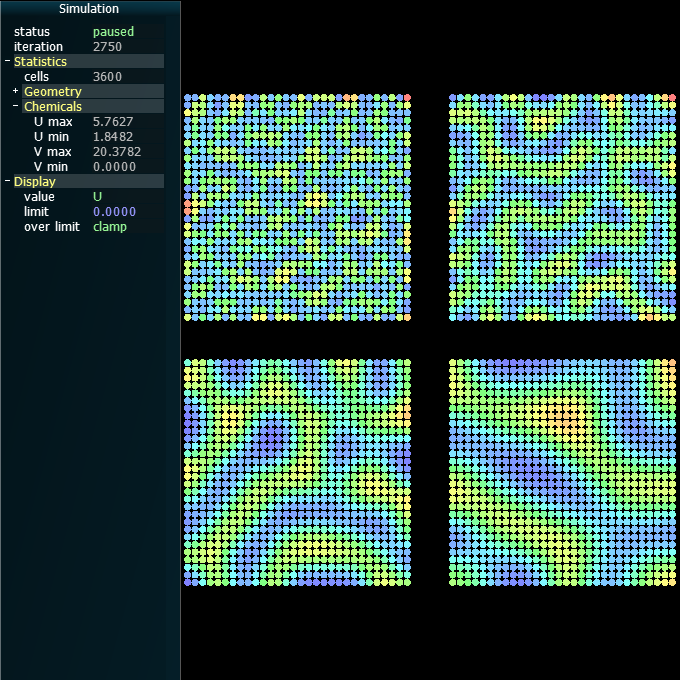 Simulation
status paused
iteration 2750
- Statistics
cells 3600
+ Geometry
- Chemicals
U max 5.7627
U min 1.8482
V max 20.3782
V min 0.0000
- Display
value U
limit 0.0000
over limit clamp